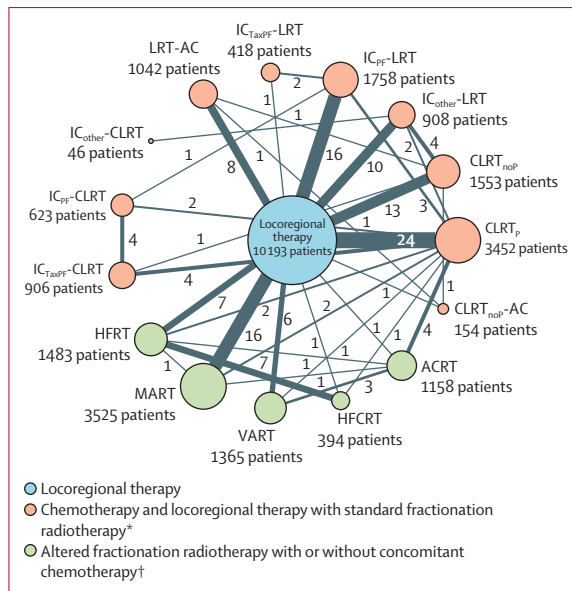 IC_TaxPF-LRT
418 patients
IC_PF-LRT
1758 patients
LRT-AC
1042 patients
IC_other-LRT
908 patients
IC_other-CLRT
46 patients
CLRT_noP
1553 patients
IC_PF-CLRT
623 patients
Locoregional
therapy
10 193 patients
CLRT_P
3452 patients
IC_TaxPF-CLRT
906 patients
CLRT_noP-AC
154 patients
HFRT
1483 patients
ACRT
1158 patients
MART
3525 patients
VART
1365 patients
HFCRT
394 patients
2
1
1
1
16
2
4
10
8
1
1
3
13
2
1
24
4
1
4
1
7
2
1
4
16
6
1
1
7
1
1
3
1
Locoregional therapy
Chemotherapy and locoregional therapy with standard fractionation
radiotherapy*
Altered fractionation radiotherapy with or without concomitant
chemotherapy†